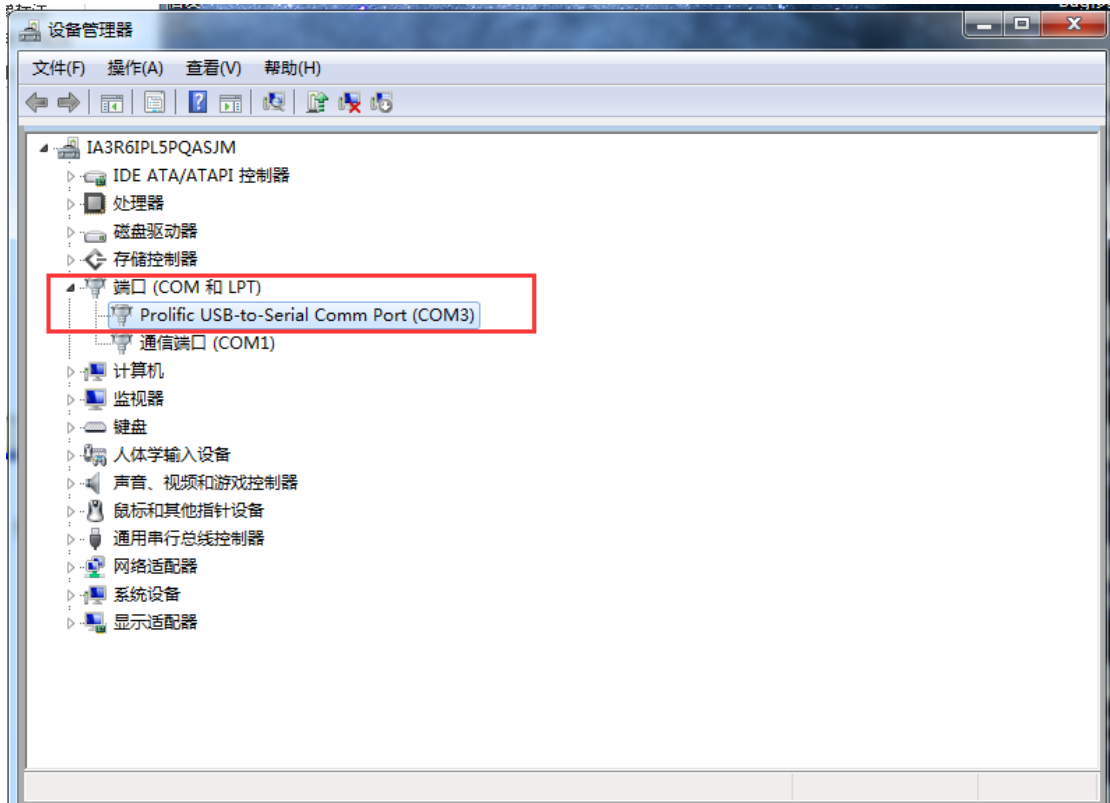 设备管理器
文件(F) 操作(A) 查看(V) 帮助(H)
IA3R6IPL5PQASJM
IDE ATA/ATAPI 控制器
处理器
磁盘驱动器
存储控制器
端口 (COM 和 LPT)
Prolific USB-to-Serial Comm Port (COM3)
通信端口 (COM1)
计算机
监视器
键盘
人体学输入设备
声音、视频和游戏控制器
鼠标和其他指针设备
通用串行总线控制器
网络适配器
系统设备
显示适配器